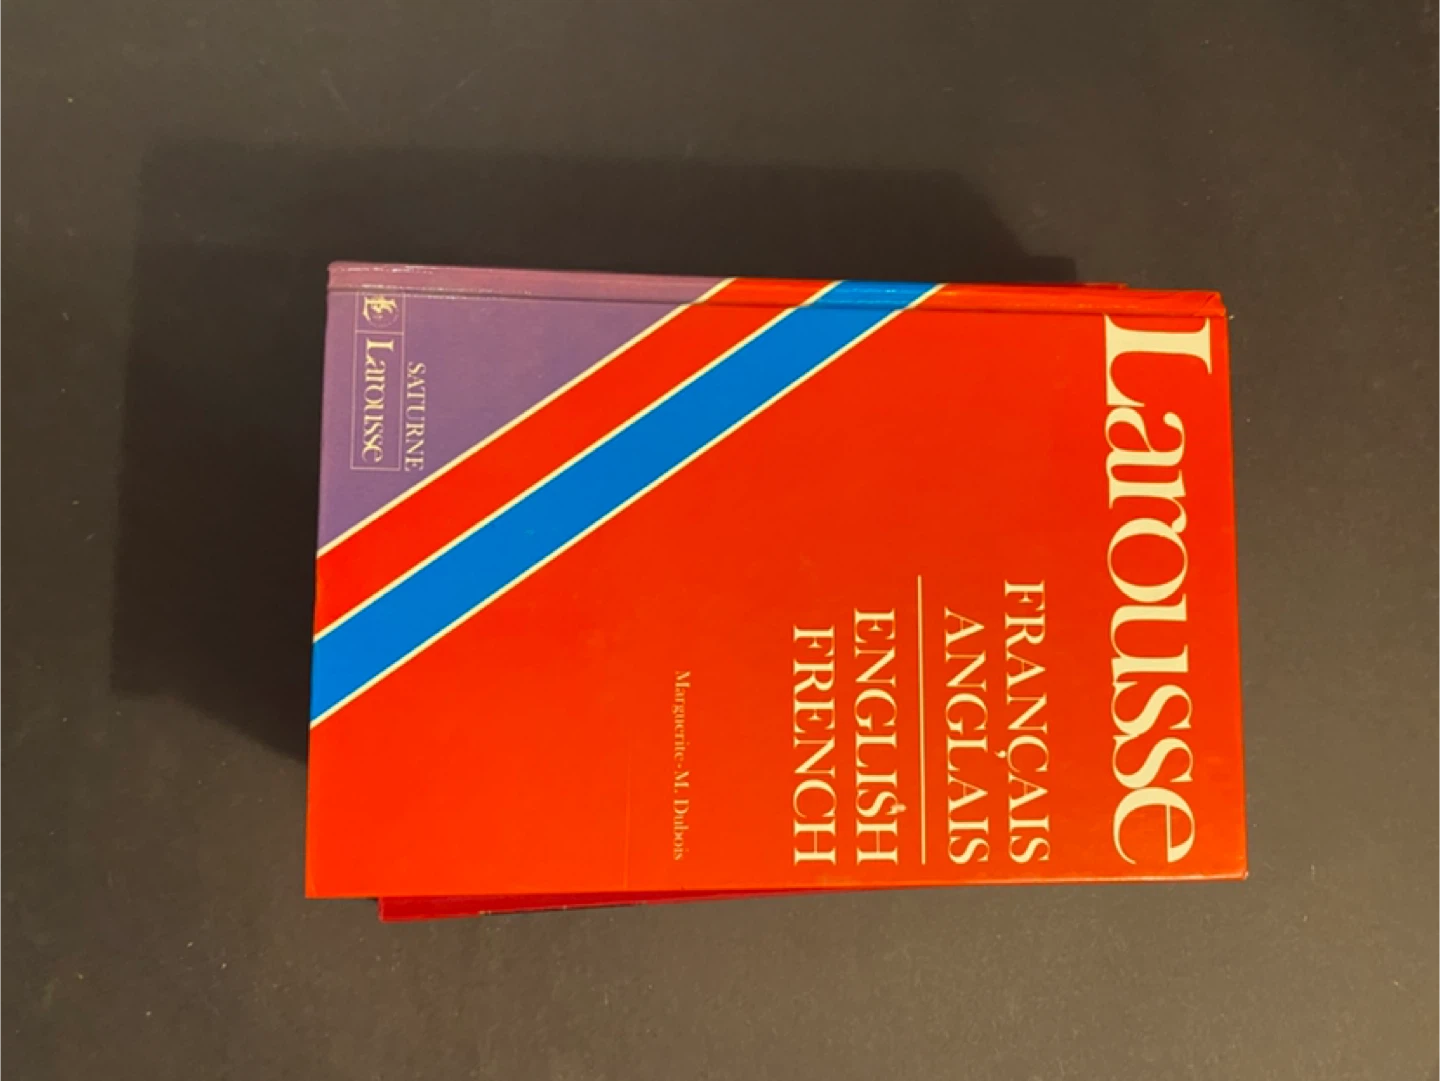 Larousse
FRANÇAIS
ANGLAIS
ENGLISH
FRENCH
Marguerite-M. Dubois
SATURNE
Larousse